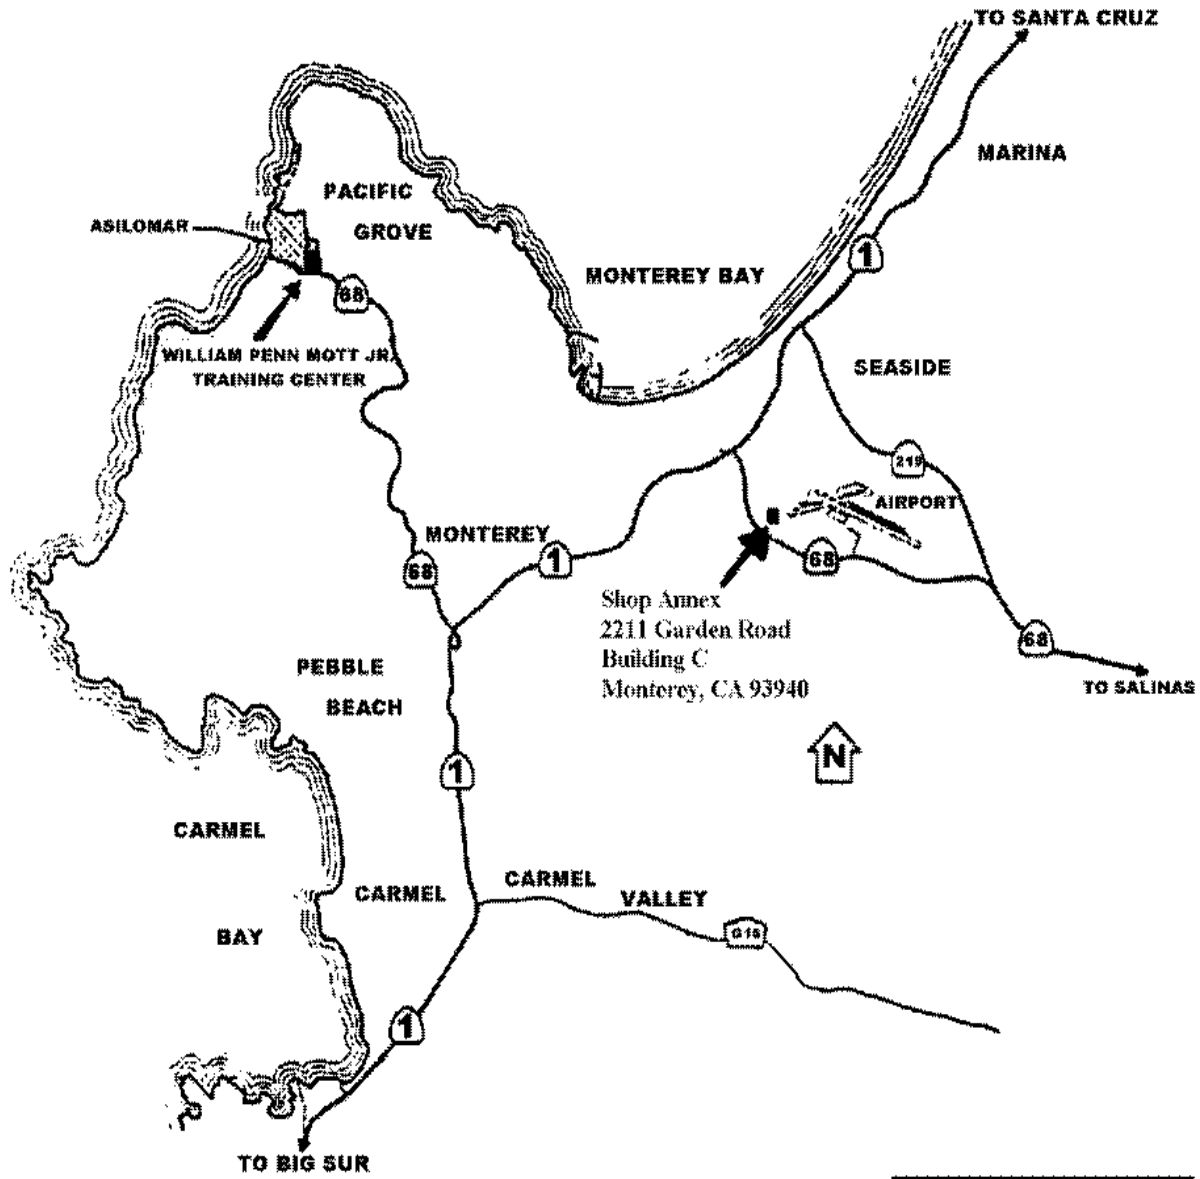 TO SANTA CRUZ
MARINA
PACIFIC
GROVE
ASILOMAR
1
MONTEREY BAY
68
WILLIAM PENN MOTT JR.
TRAINING CENTER
SEASIDE
219
AIRPORT
MONTEREY
1
68
68
Shop Annex
2211 Garden Road
Building C
Monterey, CA 93940
68
TO SALINAS
PEBBLE
BEACH
N
1
CARMEL
BAY
CARMEL
CARMEL
VALLEY
G16
1
TO BIG SUR